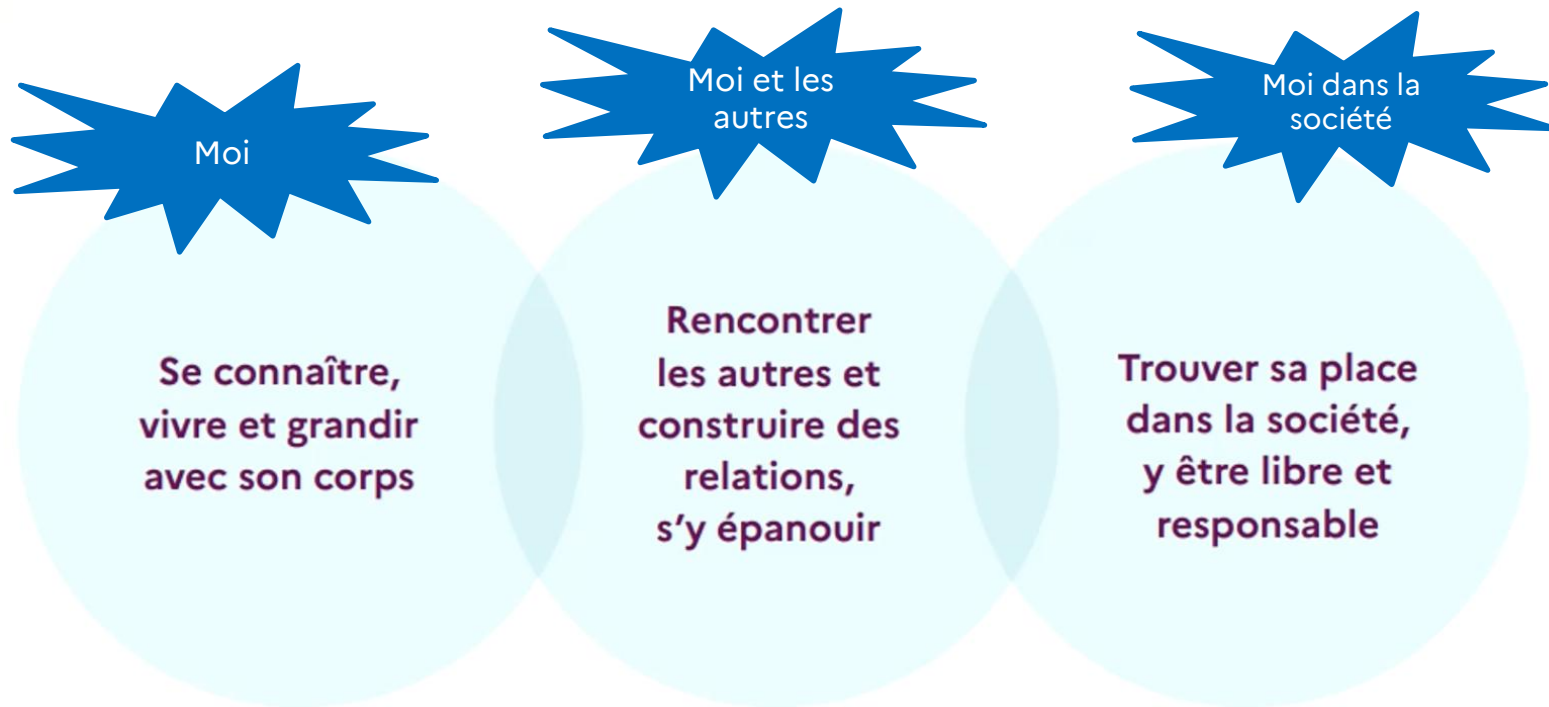 Moi
Se connaître,
vivre et grandir
avec son corps
Moi et les
autres
Rencontrer
les autres et
construire des
relations,
s'y épanouir
Moi dans la
société
Trouver sa place
dans la société,
y être libre et
responsable